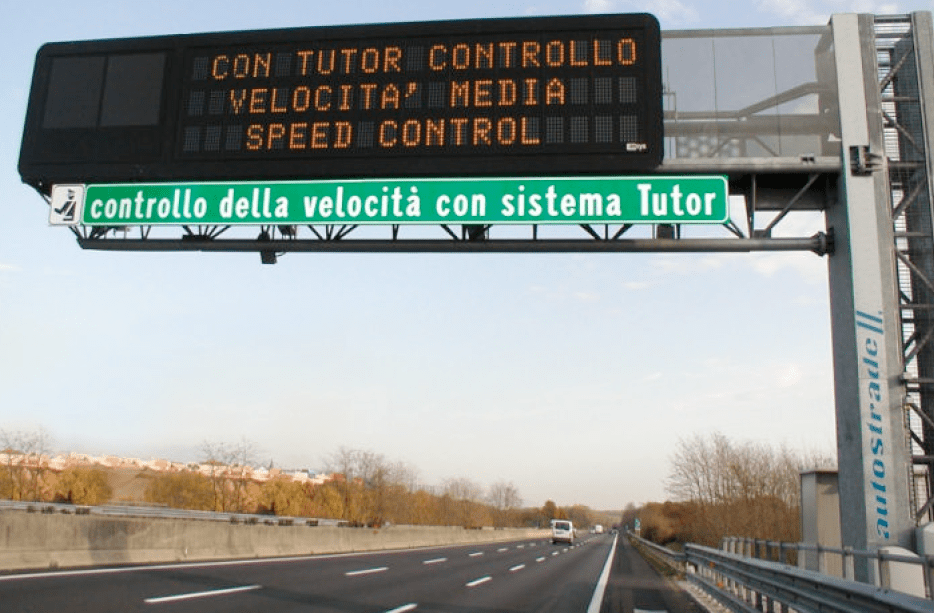 CON TUTOR CONTROLLO
VELOCITA' MEDIA
SPEED CONTROL
controllo della velocità con sistema Tutor
autostrade